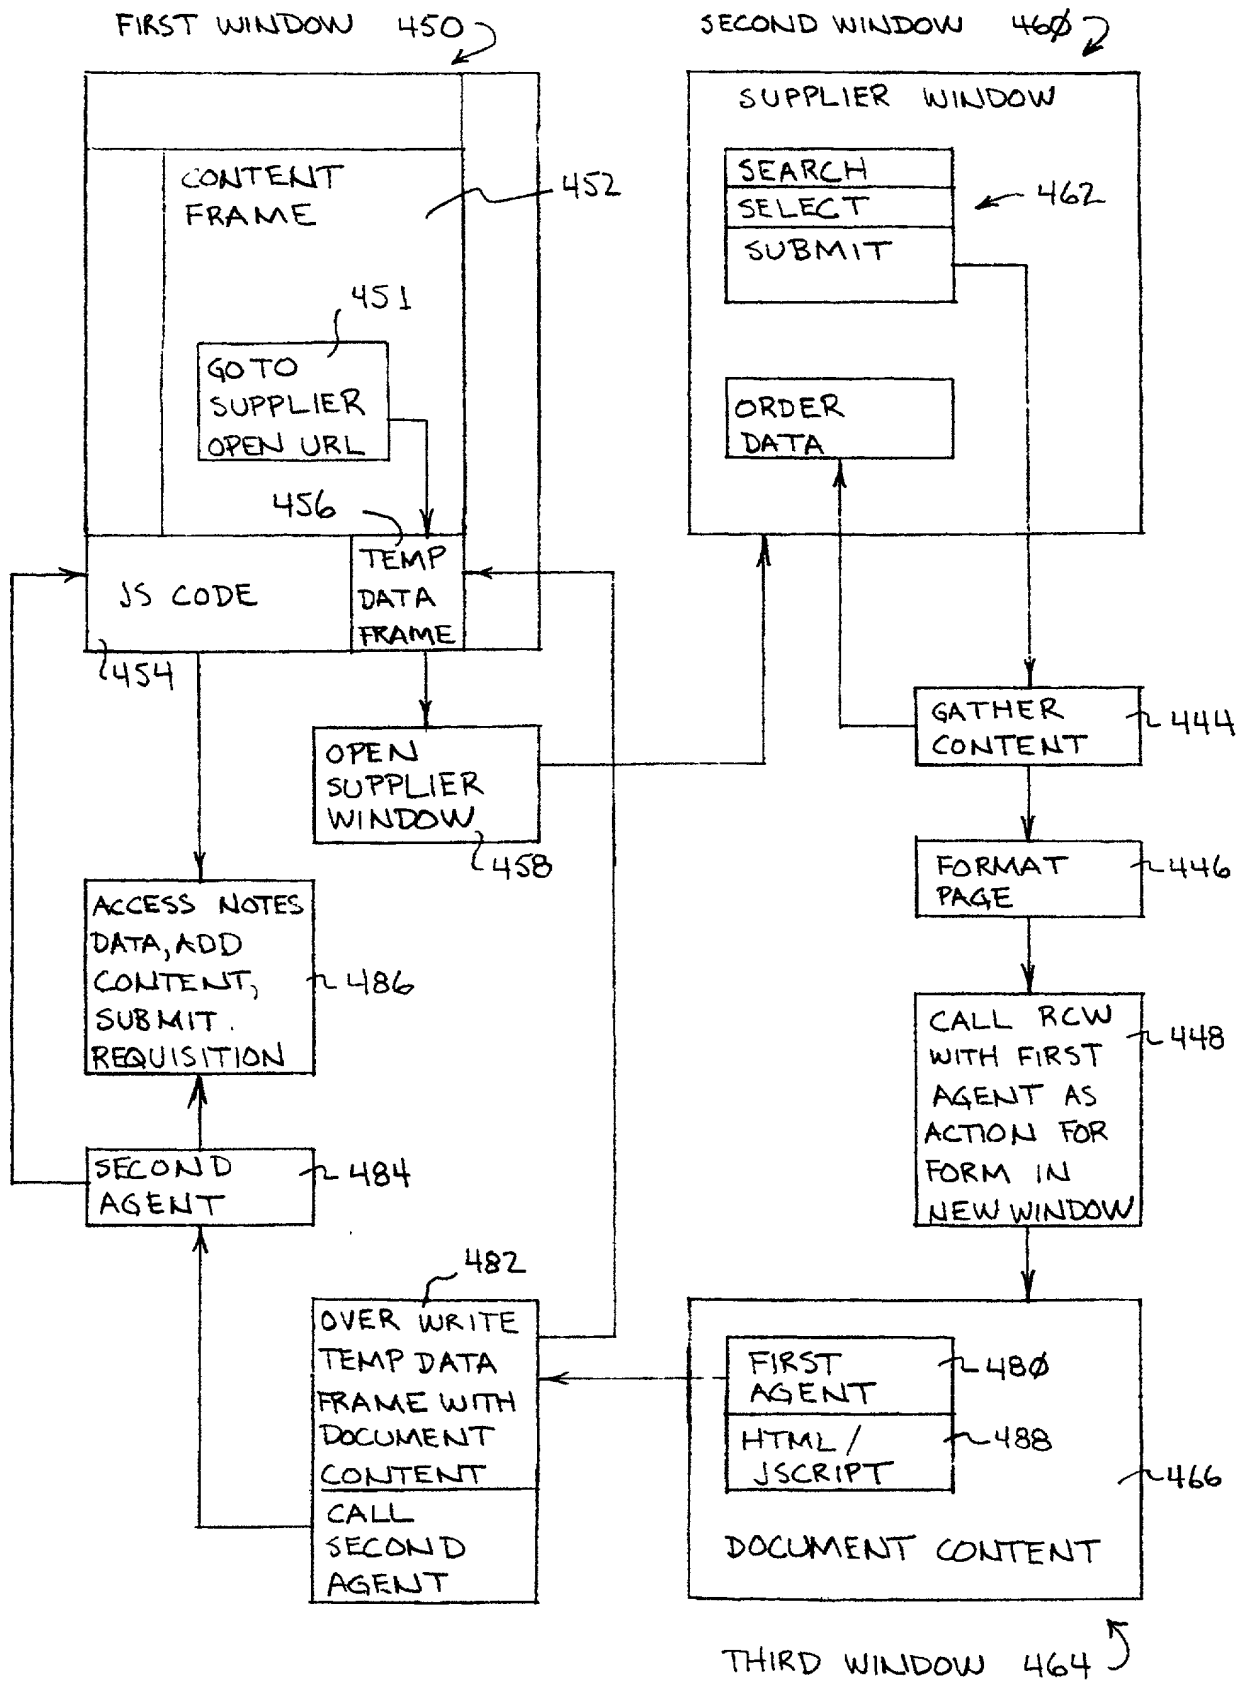 FIRST WINDOW 450
CONTENT
FRAME
452
451
GO TO
SUPPLIER
OPEN URL
456
TEMP
DATA
FRAME
JS CODE
454
OPEN
SUPPLIER
WINDOW
458
ACCESS NOTES
DATA, ADD
CONTENT,
SUBMIT.
REQUISITION
486
SECOND
AGENT
484
482
OVER WRITE
TEMP DATA
FRAME WITH
DOCUMENT
CONTENT
CALL
SECOND
AGENT
SECOND WINDOW 46Ø
SUPPLIER WINDOW
SEARCH
SELECT
SUBMIT
462
ORDER
DATA
GATHER
CONTENT
444
FORMAT
PAGE
446
CALL RCW
WITH FIRST
AGENT AS
ACTION FOR
FORM IN
NEW WINDOW
448
FIRST
AGENT
48Ø
HTML/
JSCRIPT
488
466
DOCUMENT CONTENT
THIRD WINDOW 464